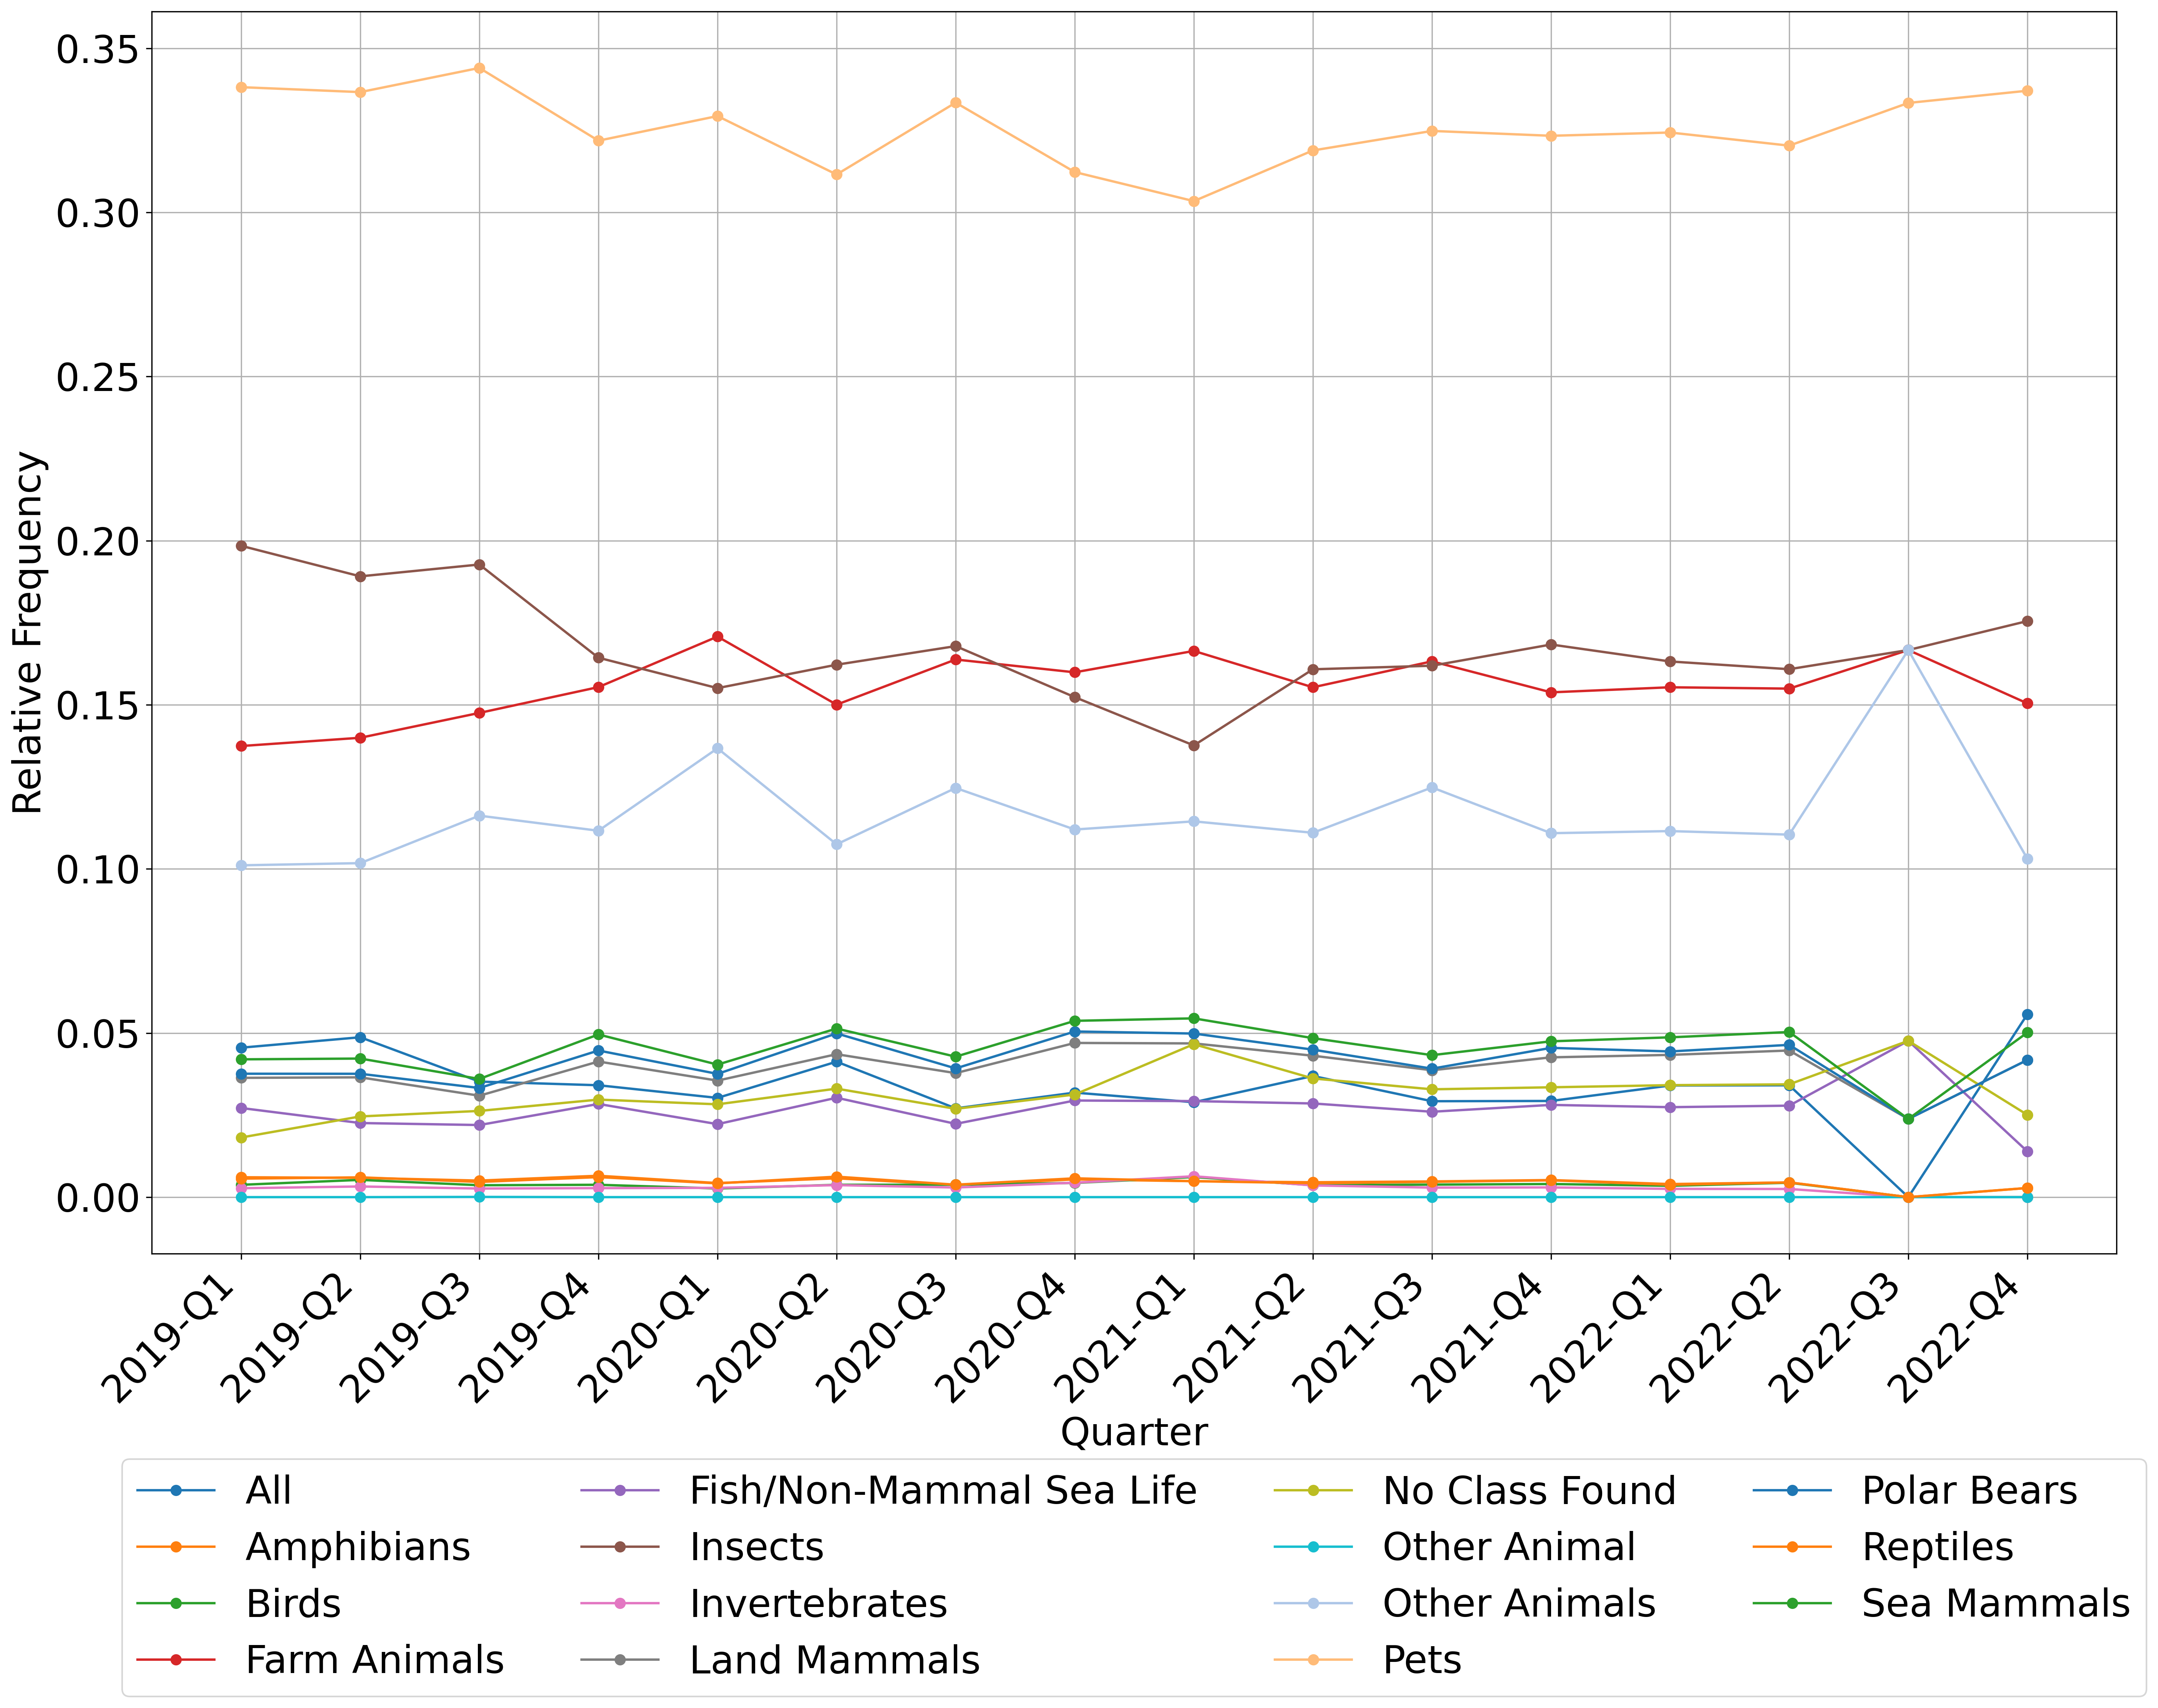 0.35
0.30
0.25
0.20
0.15
0.10
0.05
0.00
Relative Frequency
2019-Q1
2019-Q2
2019-Q3
2019-Q4
2020-Q1
2020-Q2
2020-Q3
2020-Q4
2021-Q1
2021-Q2
2021-Q3
2021-Q4
2022-Q1
2022-Q2
2022-Q3
2022-Q4
Quarter
All
Amphibians
Birds
Farm Animals
Fish/Non-Mammal Sea Life
Insects
Invertebrates
Land Mammals
No Class Found
Other Animal
Other Animals
Pets
Polar Bears
Reptiles
Sea Mammals